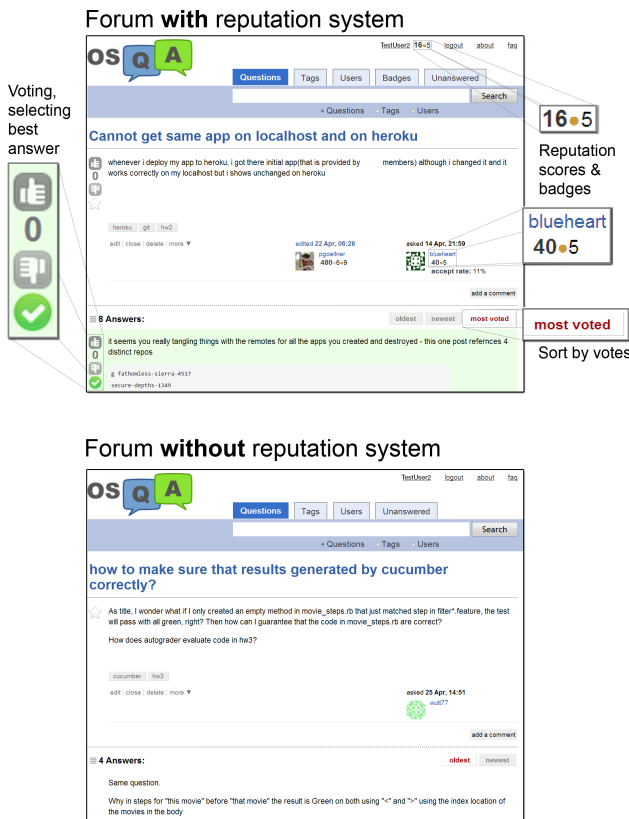 Forum with reputation system
OS Q A
TestUser2 16●5 logout about faq
Questions Tags Users Badges Unanswered
Search
Questions Tags Users
Voting,
selecting
best
answer
0
16●5
Reputation
scores &
badges
blueheart
40●5
most voted
Sort by votes
Cannot get same app on localhost and on heroku
whenever i deploy my app to heroku, i got there initial app(that is provided by members) although i changed it and it
works correctly on my localhost but i shows unchanged on heroku
0
heroku git hw2
edit | close | delete | more ▼
edited 22 Apr, 06:28
pgoellner
480●6●9
asked 14 Apr, 21:59
blueheart
40●5
accept rate: 11%
add a comment
8 Answers:
oldest newest most voted
it seems you really tangling things with the remotes for all the apps you created and destroyed - this one post refernces 4
distinct repos
0
g fathomless-sierra-4517
secure-depths-1349
Forum without reputation system
OS Q A
TestUser2 logout about faq
Questions Tags Users Unanswered
Search
Questions Tags Users
how to make sure that results generated by cucumber
correctly?
As title, I wonder what if I only created an empty method in movie_steps.rb that just matched step in filter*.feature, the test
will pass with all green, right? Then how can I guarantee that the code in movie_steps.rb are correct?
How does autograder evaluate code in hw3?
cucumber hw3
edit | close | delete | more ▼
asked 25 Apr, 14:51
wutt77
add a comment
4 Answers:
oldest newest
Same question.
Why in steps for "this movie" before "that movie" the result is Green on both using "<" and ">" using the index location of
the movies in the body